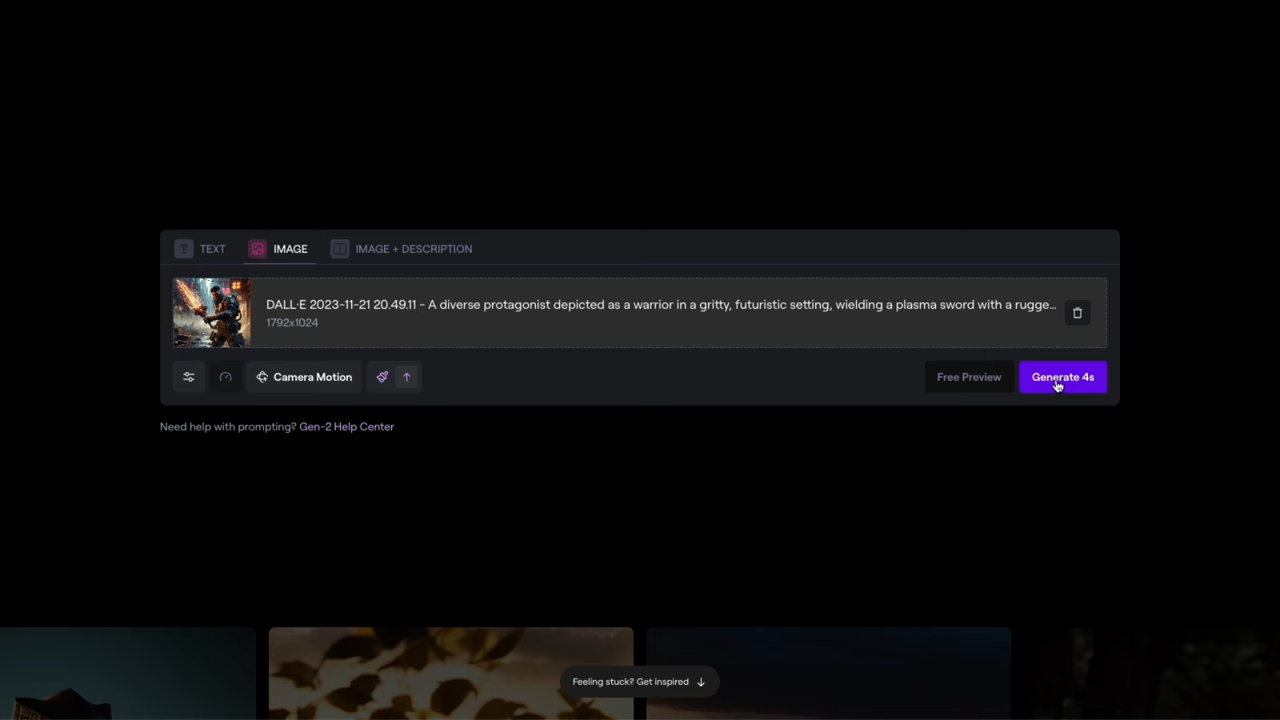 TEXT
IMAGE
IMAGE + DESCRIPTION
DALL·E 2023-11-21 20.49.11 - A diverse protagonist depicted as a warrior in a gritty, futuristic setting, wielding a plasma sword with a rugge...
1792x1024
Camera Motion
Free Preview
Generate 4s
Need help with prompting? Gen-2 Help Center
Feeling stuck? Get inspired